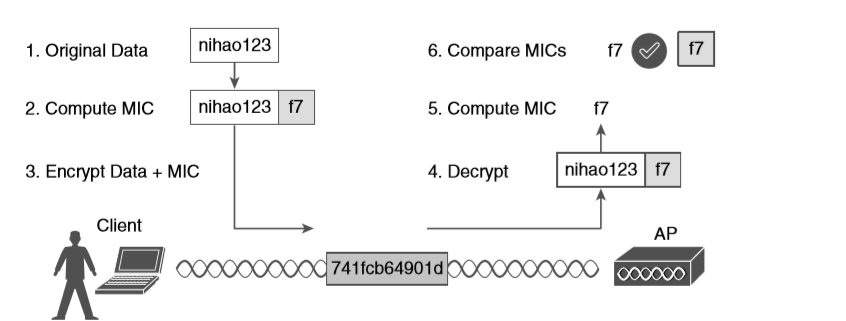 1. Original Data
nihao123
2. Compute MIC
nihao123 f7
3. Encrypt Data + MIC
Client
741fcb64901d
AP
4. Decrypt
nihao123 f7
5. Compute MIC
f7
6. Compare MICs
f7 f7